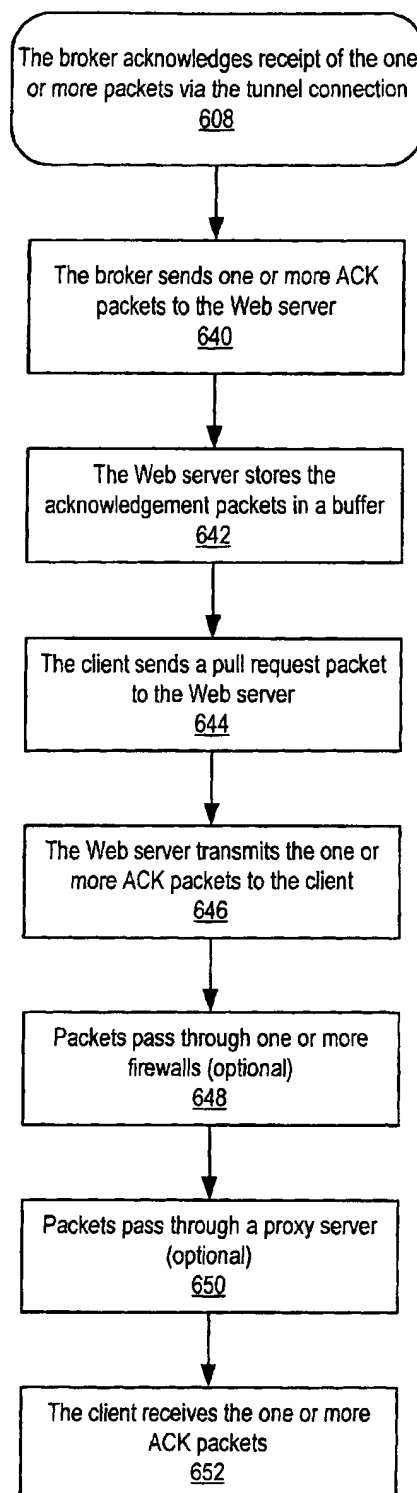 The broker acknowledges receipt of the one
or more packets via the tunnel connection
608
The broker sends one or more ACK
packets to the Web server
640
The Web server stores the
acknowledgement packets in a buffer
642
The client sends a pull request packet
to the Web server
644
The Web server transmits the one or
more ACK packets to the client
646
Packets pass through one or more
firewalls (optional)
648
Packets pass through a proxy server
(optional)
650
The client receives the one or more
ACK packets
652